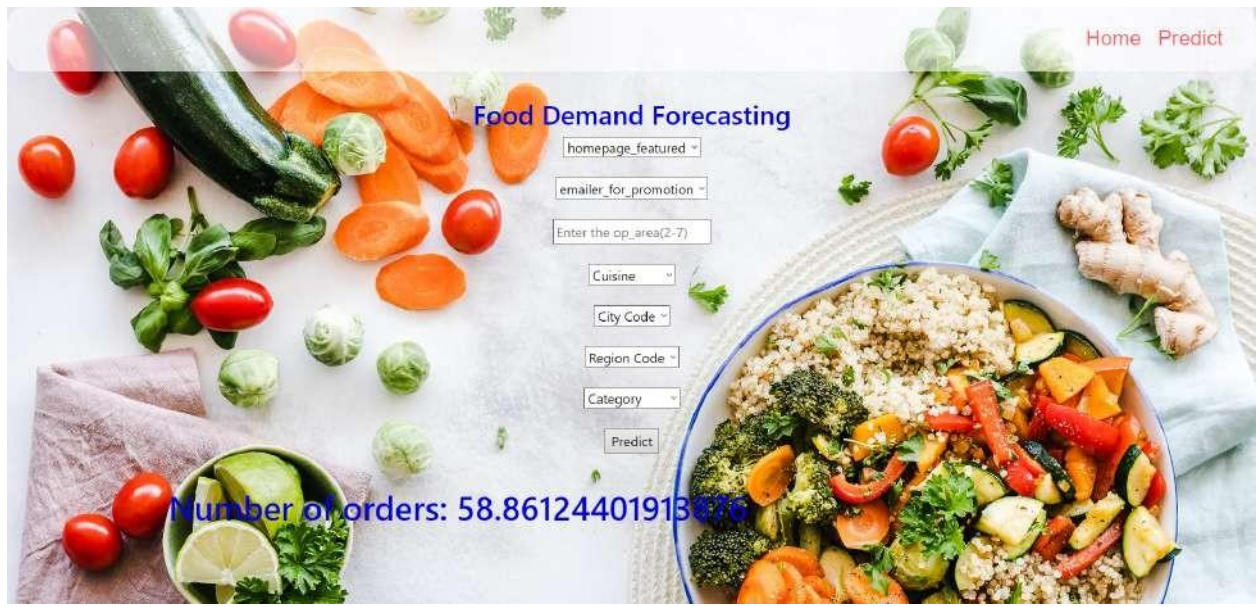 Home Predict
Food Demand Forecasting
homepage_featured
emailer_for_promotion
Enter the op_area(2-7)
Cuisine
City Code
Region Code
Category
Predict
Number of orders: 58.86124401913876